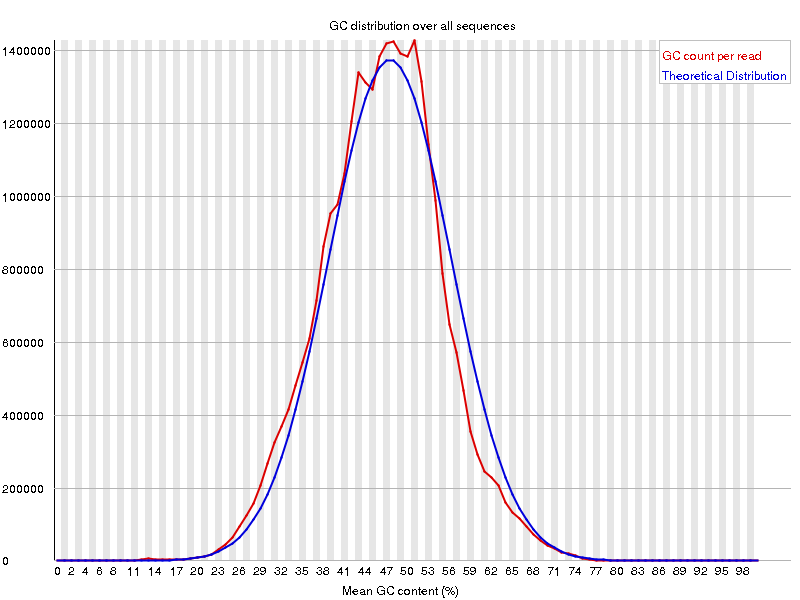 GC distribution over all sequences
1400000
1200000
1000000
800000
600000
400000
200000
0
GC count per read
Theoretical Distribution
0 2 4 6 8 11 14 17 20 23 26 29 32 35 38 41 44 47 50 53 56 59 62 65 68 71 74 77 80 83 86 89 92 95 98
Mean GC content (%)